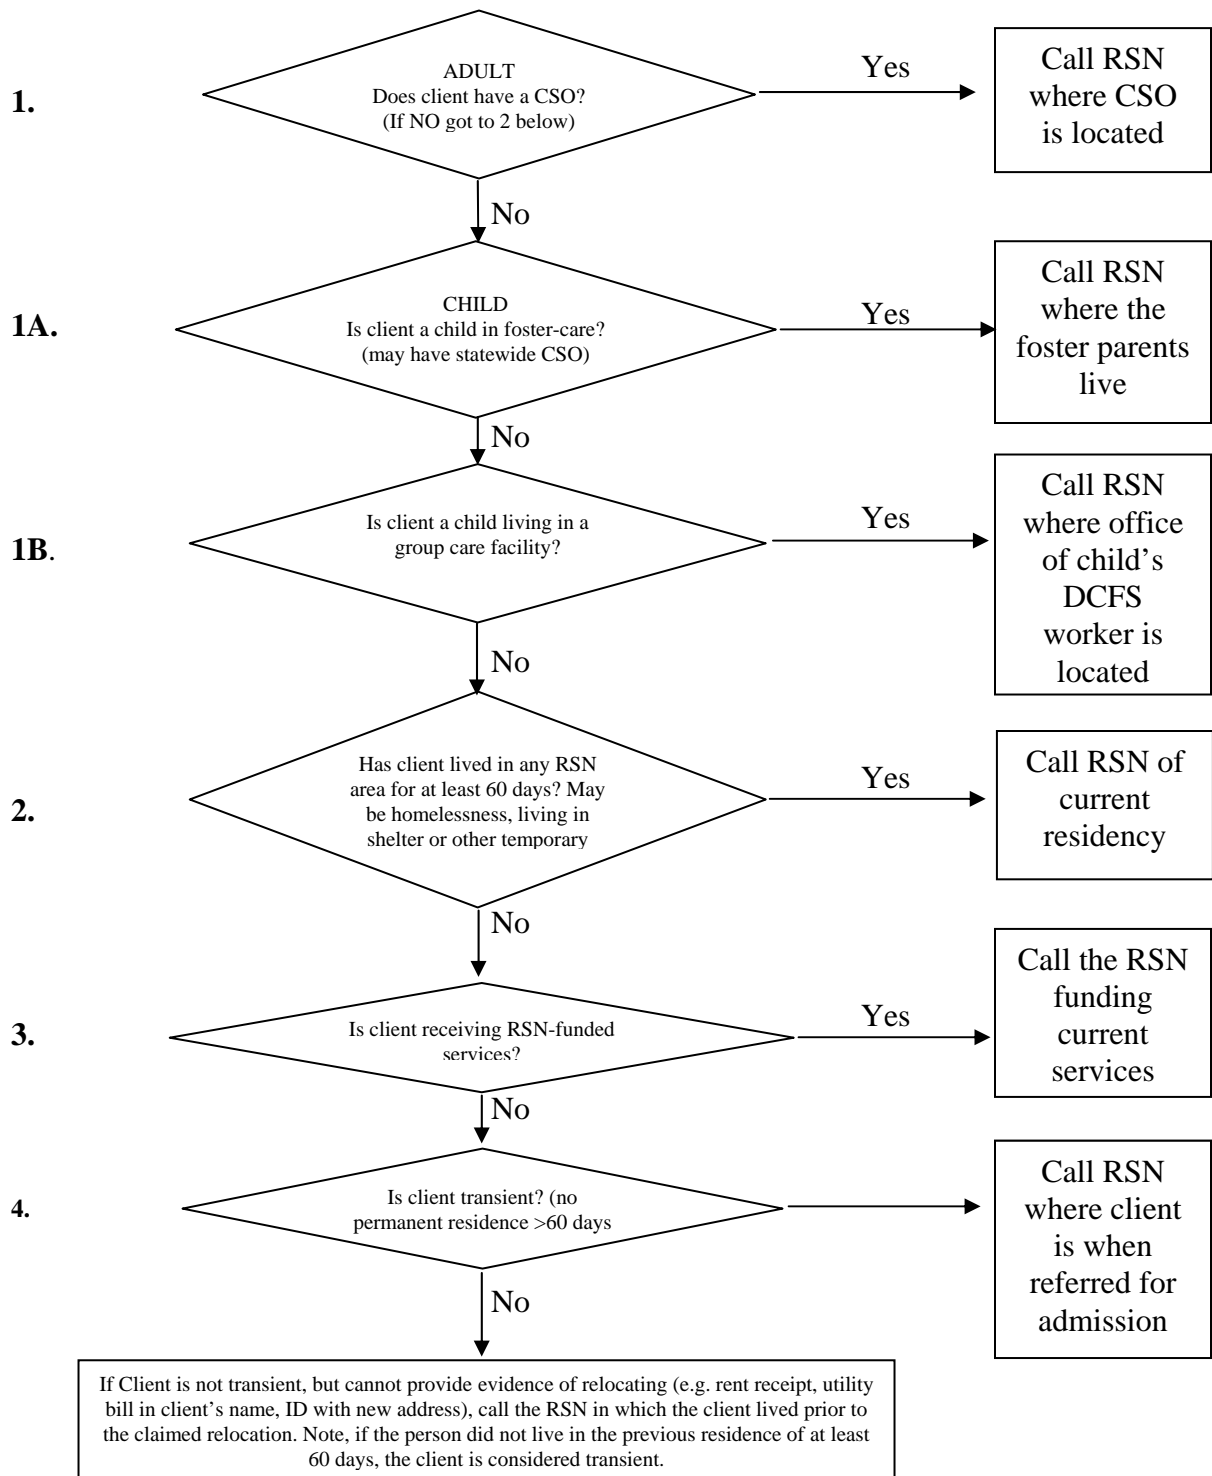 1.
ADULT
Does client have a CSO?
(If NO got to 2 below)
Yes
Call RSN
where CSO
is located
No
1A.
CHILD
Is client a child in foster-care?
(may have statewide CSO)
Yes
Call RSN
where the
foster parents
live
No
1B.
Is client a child living in a
group care facility?
Yes
Call RSN
where office
of child’s
DCFS
worker is
located
No
2.
Has client lived in any RSN
area for at least 60 days? May
be homelessness, living in
shelter or other temporary
Yes
Call RSN of
current
residency
No
3.
Is client receiving RSN-funded
services?
Yes
Call the RSN
funding
current
services
No
4.
Is client transient? (no
permanent residence >60 days
Call RSN
where client
is when
referred for
admission
No
If Client is not transient, but cannot provide evidence of relocating (e.g. rent receipt, utility
bill in client’s name, ID with new address), call the RSN in which the client lived prior to
the claimed relocation. Note, if the person did not live in the previous residence of at least
60 days, the client is considered transient.